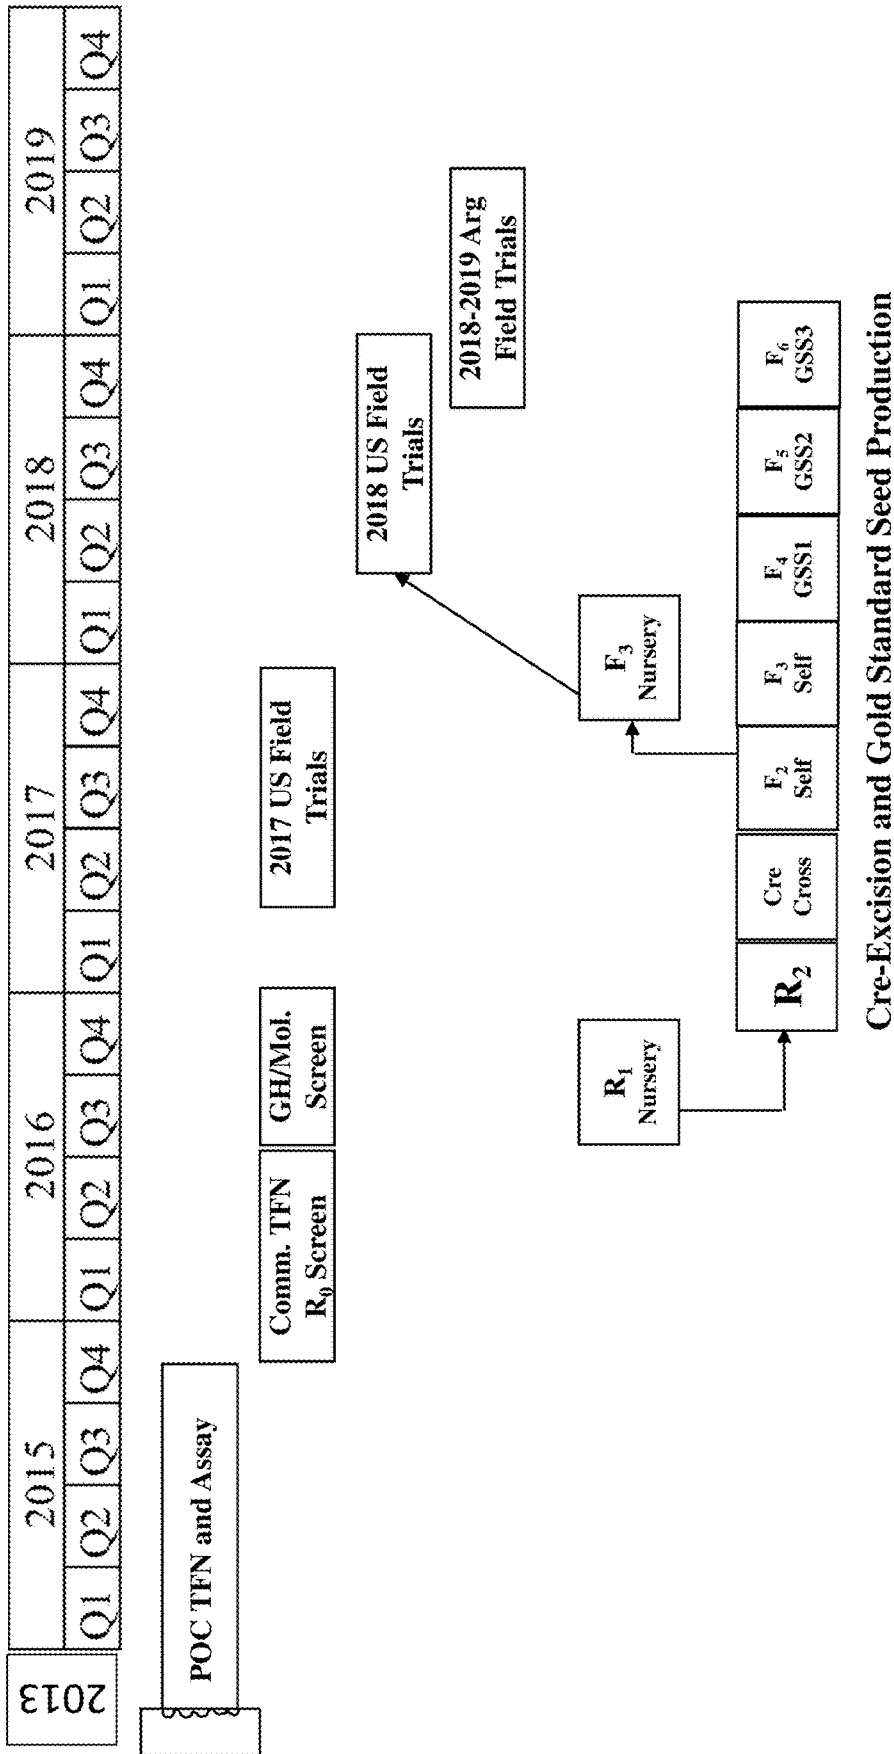 2013
2015
2016
2017
2018
2019
Q1 Q2 Q3 Q4 Q1 Q2 Q3 Q4 Q1 Q2 Q3 Q4 Q1 Q2 Q3 Q4 Q1 Q2 Q3 Q4
POC TFN and Assay
Comm. TFN
R₀ Screen
GH/Mol.
Screen
2017 US Field
Trials
2018 US Field
Trials
2018-2019 Arg
Field Trials
R₁
Nursery
F₃
Nursery
R₂
Cre
Cross
F₂
Self
F₃
Self
F₄
GSS1
F₅
GSS2
F₆
GSS3
Cre-Excision and Gold Standard Seed Production